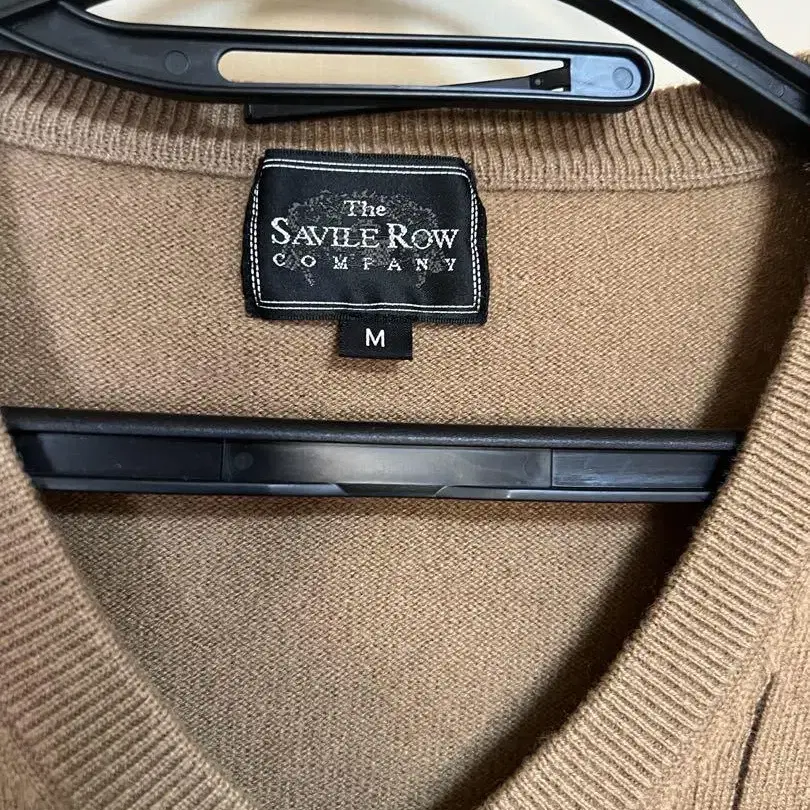 The
SAVILE ROW
COMPANY
M